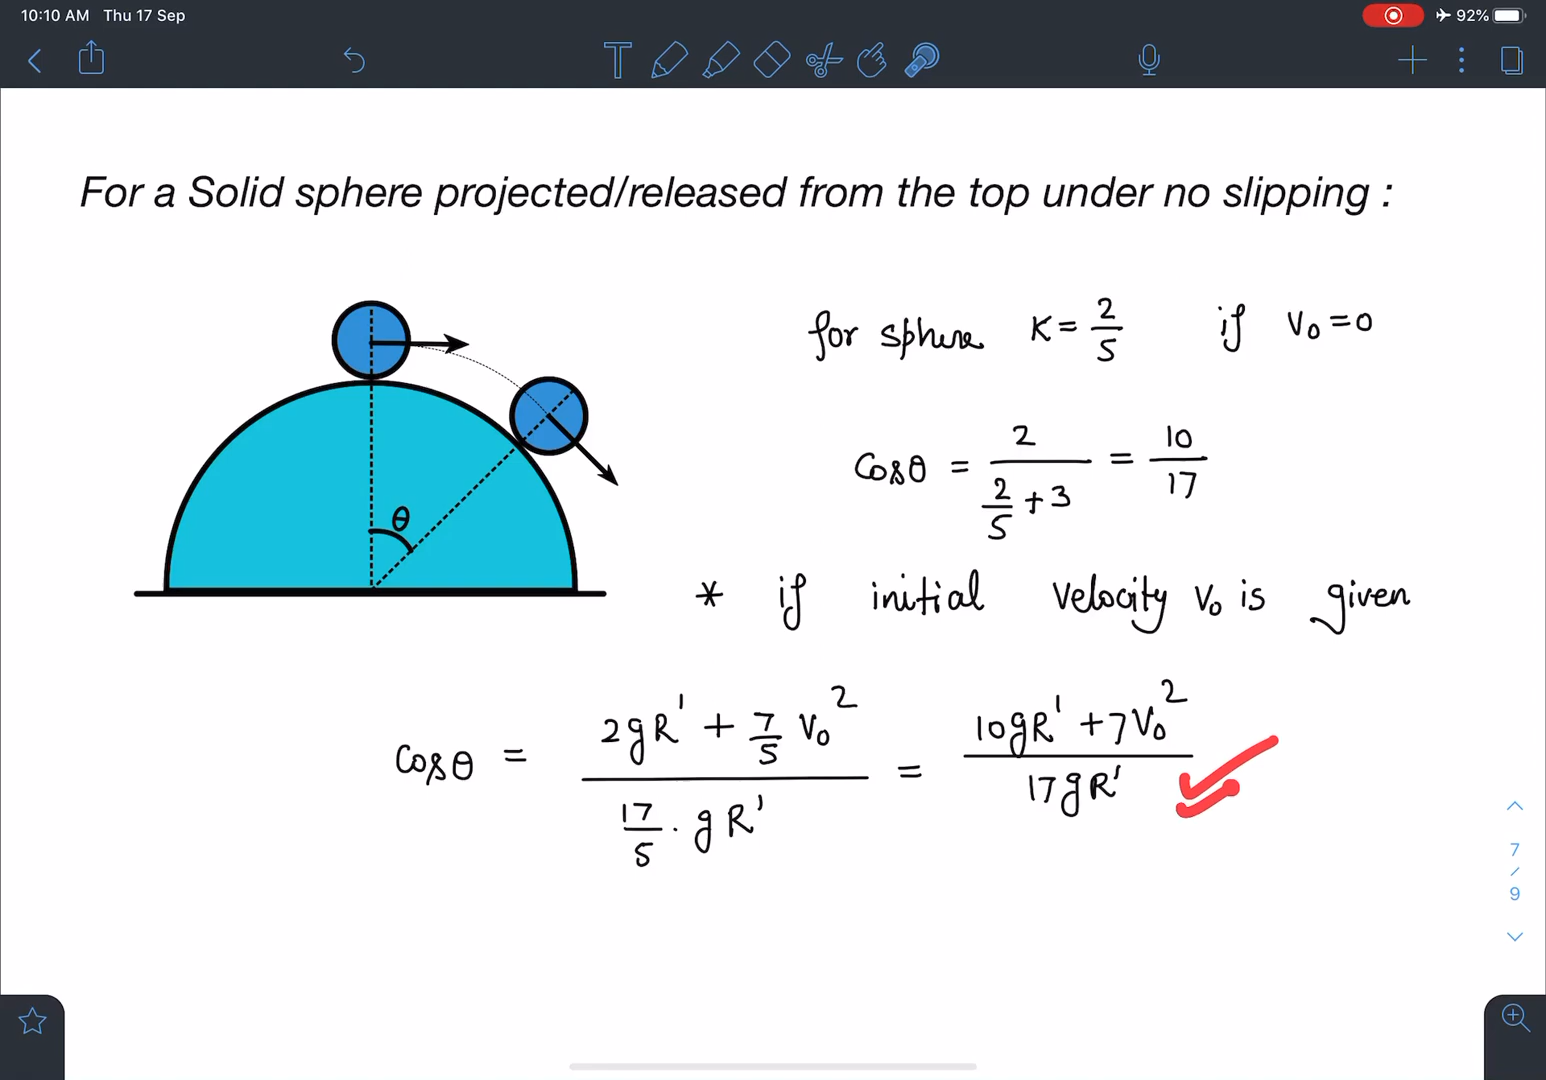 10:10 AM Thu 17 Sep
92%
For a Solid sphere projected/released from the top under no slipping :
for sphere K = 2/5 if v₀ = 0
cosθ = 2/(2/5 + 3) = 10/17
θ
* if initial velocity v₀ is given
cosθ = (2gR' + 7/5 v₀²)/(17/5 · gR') = (10gR' + 7v₀²)/(17gR')
7
/
9